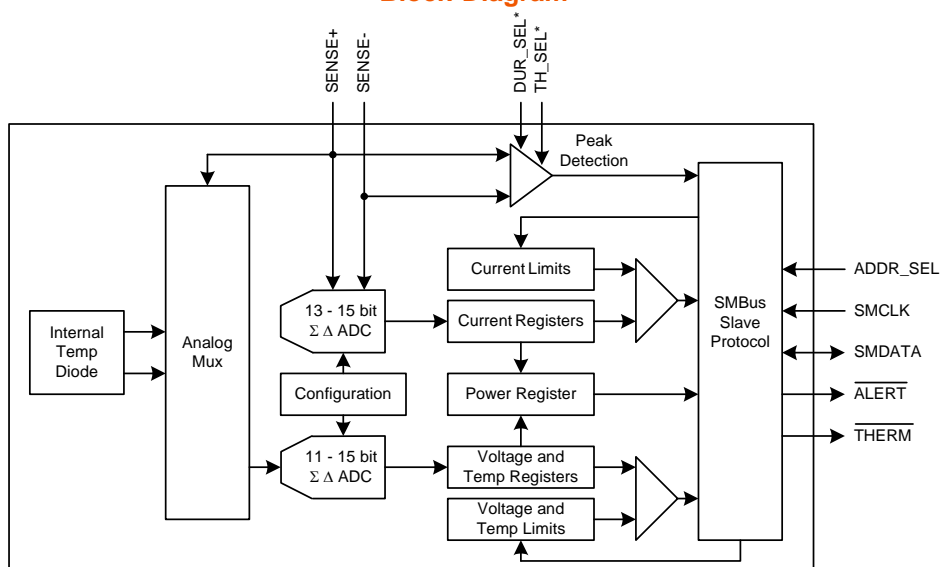 Block Diagram
SENSE+
SENSE-
DUR_SEL*
TH_SEL*
Peak
Detection
Current Limits
13 - 15 bit
Σ Δ ADC
Current Registers
Internal
Temp
Diode
Analog
Mux
Configuration
Power Register
11 - 15 bit
Σ Δ ADC
Voltage and
Temp Registers
Voltage and
Temp Limits
SMBus
Slave
Protocol
ADDR_SEL
SMCLK
SMDATA
ALERT
THERM